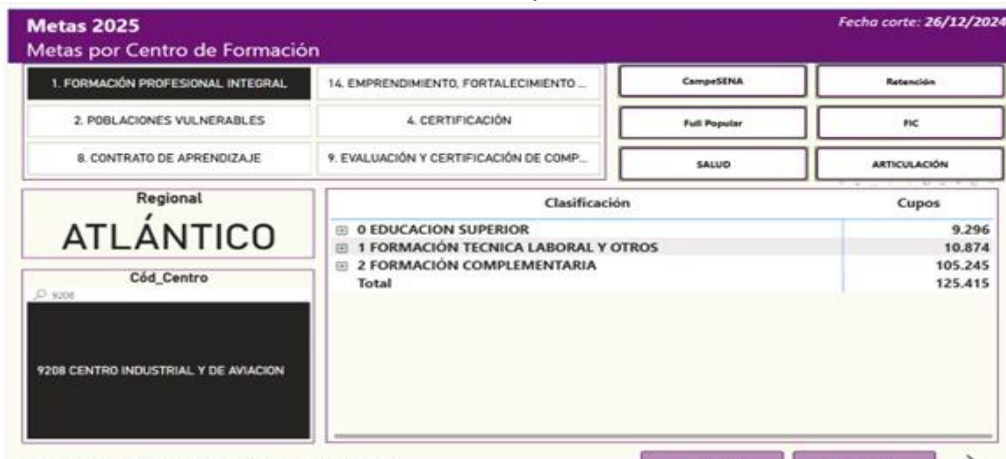 Metas 2025
Fecha corte: 26/12/2024
Metas por Centro de Formación
1. FORMACIÓN PROFESIONAL INTEGRAL
14. EMPRENDIMIENTO, FORTALECIMIENTO ...
CampeSENA
Retención
2. POBLACIONES VULNERABLES
4. CERTIFICACIÓN
Full Popular
FIC
8. CONTRATO DE APRENDIZAJE
9. EVALUACIÓN Y CERTIFICACIÓN DE COMP...
SALUD
ARTICULACIÓN
Regional
ATLÁNTICO
Cód_Centro
9208
9208 CENTRO INDUSTRIAL Y DE AVIACION
Clasificación Cupos
0 EDUCACION SUPERIOR 9.296
1 FORMACIÓN TECNICA LABORAL Y OTROS 10.874
2 FORMACIÓN COMPLEMENTARIA 105.245
Total 125.415